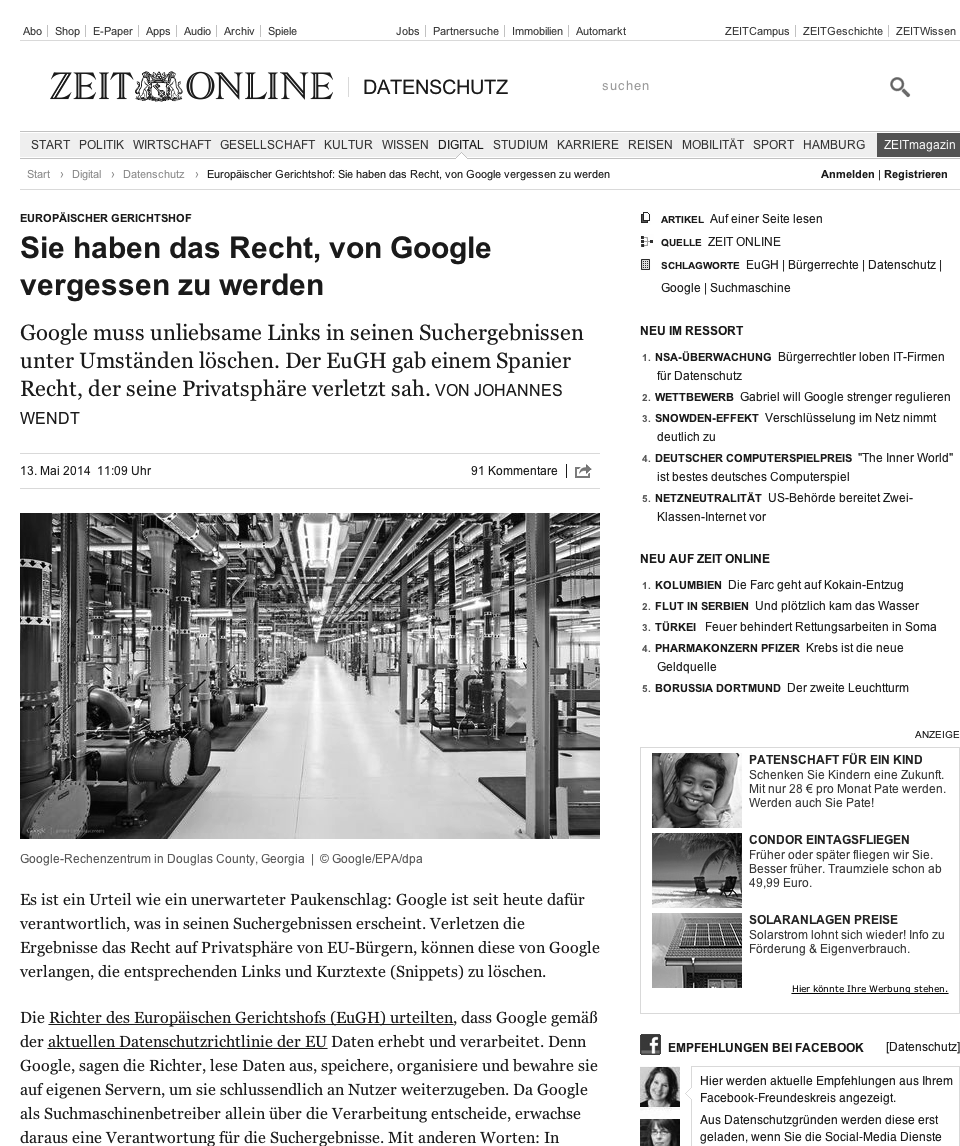 Abo | Shop | E-Paper | Apps | Audio | Archiv | Spiele
Jobs | Partnersuche | Immobilien | Automarkt
ZEITCampus | ZEITGeschichte | ZEITWissen
ZEIT ONLINE | DATENSCHUTZ
suchen
START POLITIK WIRTSCHAFT GESELLSCHAFT KULTUR WISSEN DIGITAL STUDIUM KARRIERE REISEN MOBILITÄT SPORT HAMBURG ZEITmagazin
Start › Digital › Datenschutz › Europäischer Gerichtshof: Sie haben das Recht, von Google vergessen zu werden
Anmelden | Registrieren
EUROPÄISCHER GERICHTSHOF
Sie haben das Recht, von Google
vergessen zu werden
Google muss unliebsame Links in seinen Suchergebnissen
unter Umständen löschen. Der EuGH gab einem Spanier
Recht, der seine Privatsphäre verletzt sah. VON JOHANNES
WENDT
13. Mai 2014 11:09 Uhr
91 Kommentare |
Google-Rechenzentrum in Douglas County, Georgia | © Google/EPA/dpa
Es ist ein Urteil wie ein unerwarteter Paukenschlag: Google ist seit heute dafür
verantwortlich, was in seinen Suchergebnissen erscheint. Verletzen die
Ergebnisse das Recht auf Privatsphäre von EU-Bürgern, können diese von Google
verlangen, die entsprechenden Links und Kurztexte (Snippets) zu löschen.
Die Richter des Europäischen Gerichtshofs (EuGH) urteilten, dass Google gemäß
der aktuellen Datenschutzrichtlinie der EU Daten erhebt und verarbeitet. Denn
Google, sagen die Richter, lese Daten aus, speichere, organisiere und bewahre sie
auf eigenen Servern, um sie schlussendlich an Nutzer weiterzugeben. Da Google
als Suchmaschinenbetreiber allein über die Verarbeitung entscheide, erwachse
daraus eine Verantwortung für die Suchergebnisse. Mit anderen Worten: In
ARTIKEL Auf einer Seite lesen
QUELLE ZEIT ONLINE
SCHLAGWORTE EuGH | Bürgerrechte | Datenschutz |
Google | Suchmaschine
NEU IM RESSORT
1. NSA-ÜBERWACHUNG Bürgerrechtler loben IT-Firmen
für Datenschutz
2. WETTBEWERB Gabriel will Google strenger regulieren
3. SNOWDEN-EFFEKT Verschlüsselung im Netz nimmt
deutlich zu
4. DEUTSCHER COMPUTERSPIELPREIS "The Inner World"
ist bestes deutsches Computerspiel
5. NETZNEUTRALITÄT US-Behörde bereitet Zwei-
Klassen-Internet vor
NEU AUF ZEIT ONLINE
1. KOLUMBIEN Die Farc geht auf Kokain-Entzug
2. FLUT IN SERBIEN Und plötzlich kam das Wasser
3. TÜRKEI Feuer behindert Rettungsarbeiten in Soma
4. PHARMAKONZERN PFIZER Krebs ist die neue
Geldquelle
5. BORUSSIA DORTMUND Der zweite Leuchtturm
ANZEIGE
PATENSCHAFT FÜR EIN KIND
Schenken Sie Kindern eine Zukunft.
Mit nur 28 € pro Monat Pate werden.
Werden auch Sie Pate!
CONDOR EINTAGSFLIEGEN
Früher oder später fliegen wir Sie.
Besser früher. Traumziele schon ab
49,99 Euro.
SOLARANLAGEN PREISE
Solarstrom lohnt sich wieder! Info zu
Förderung & Eigenverbrauch.
Hier könnte Ihre Werbung stehen.
EMPFEHLUNGEN BEI FACEBOOK [Datenschutz]
Hier werden aktuelle Empfehlungen aus Ihrem
Facebook-Freundeskreis angezeigt.
Aus Datenschutzgründen werden diese erst
geladen, wenn Sie die Social-Media Dienste